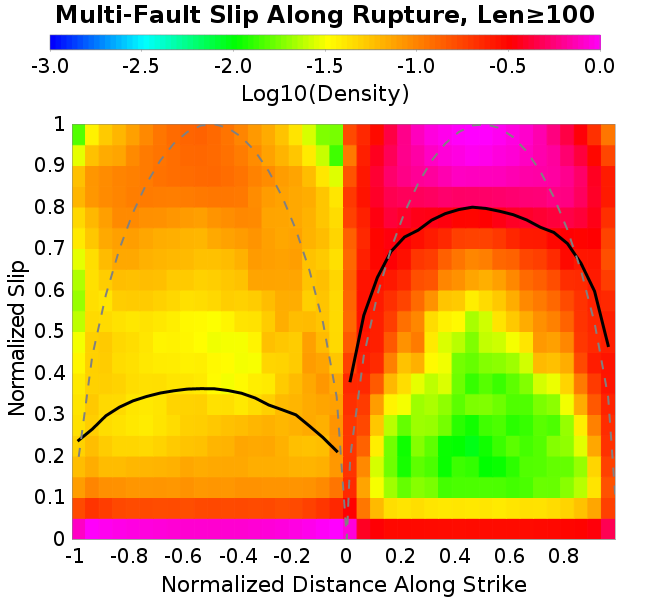 Multi-Fault Slip Along Rupture, Len≥100
-3.0 -2.5 -2.0 -1.5 -1.0 -0.5 0.0
Log10(Density)
1
0.9
0.8
0.7
0.6
0.5
0.4
0.3
0.2
0.1
0
Normalized Slip
-1 -0.8 -0.6 -0.4 -0.2 0 0.2 0.4 0.6 0.8
Normalized Distance Along Strike